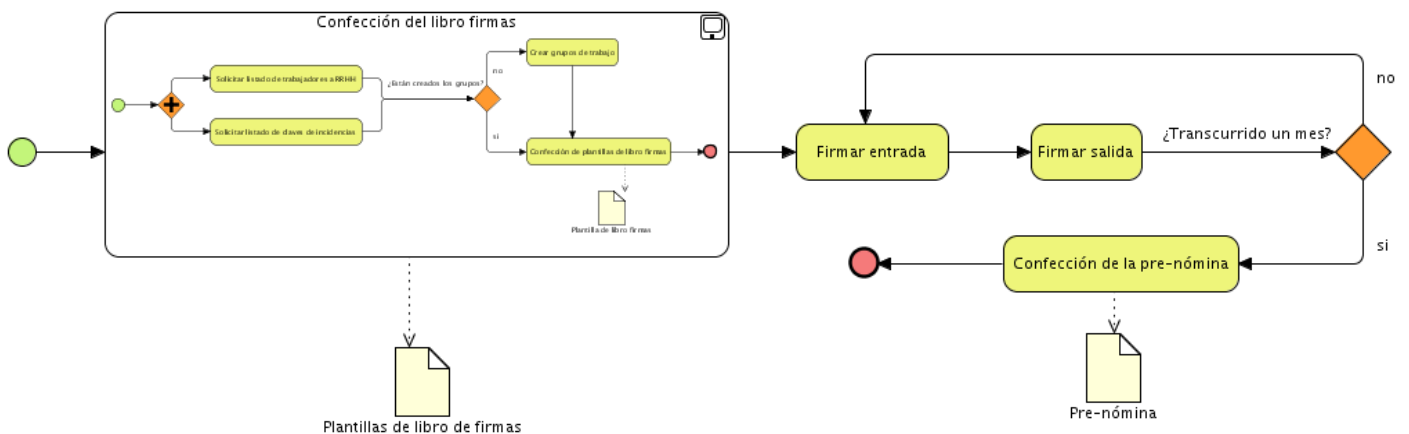 Confección del libro firmas
Crear grupos de trabajo
no
¿Están creados los grupos?
Solicitar listado de trabajadores a RRHH
Solicitar listado de claves de incidencias
si
Confección de plantillas de libro firmas
Plantilla de libro firmas
Plantillas de libro de firmas
Firmar entrada
Firmar salida
¿Transcurrido un mes?
no
si
Confección de la pre-nómina
Pre-nómina